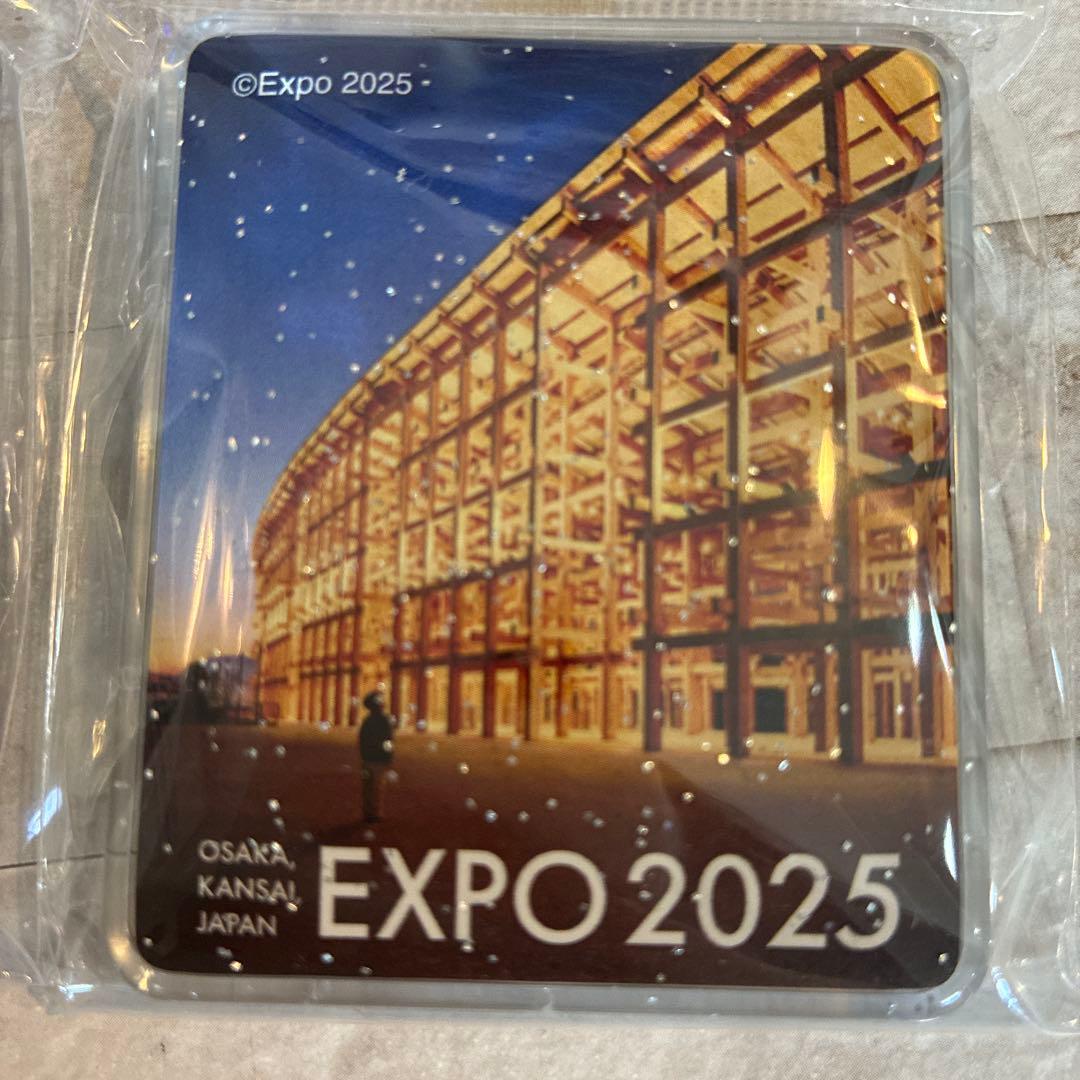 ©Expo 2025
OSAKA,
KANSAI,
JAPAN
EXPO 2025